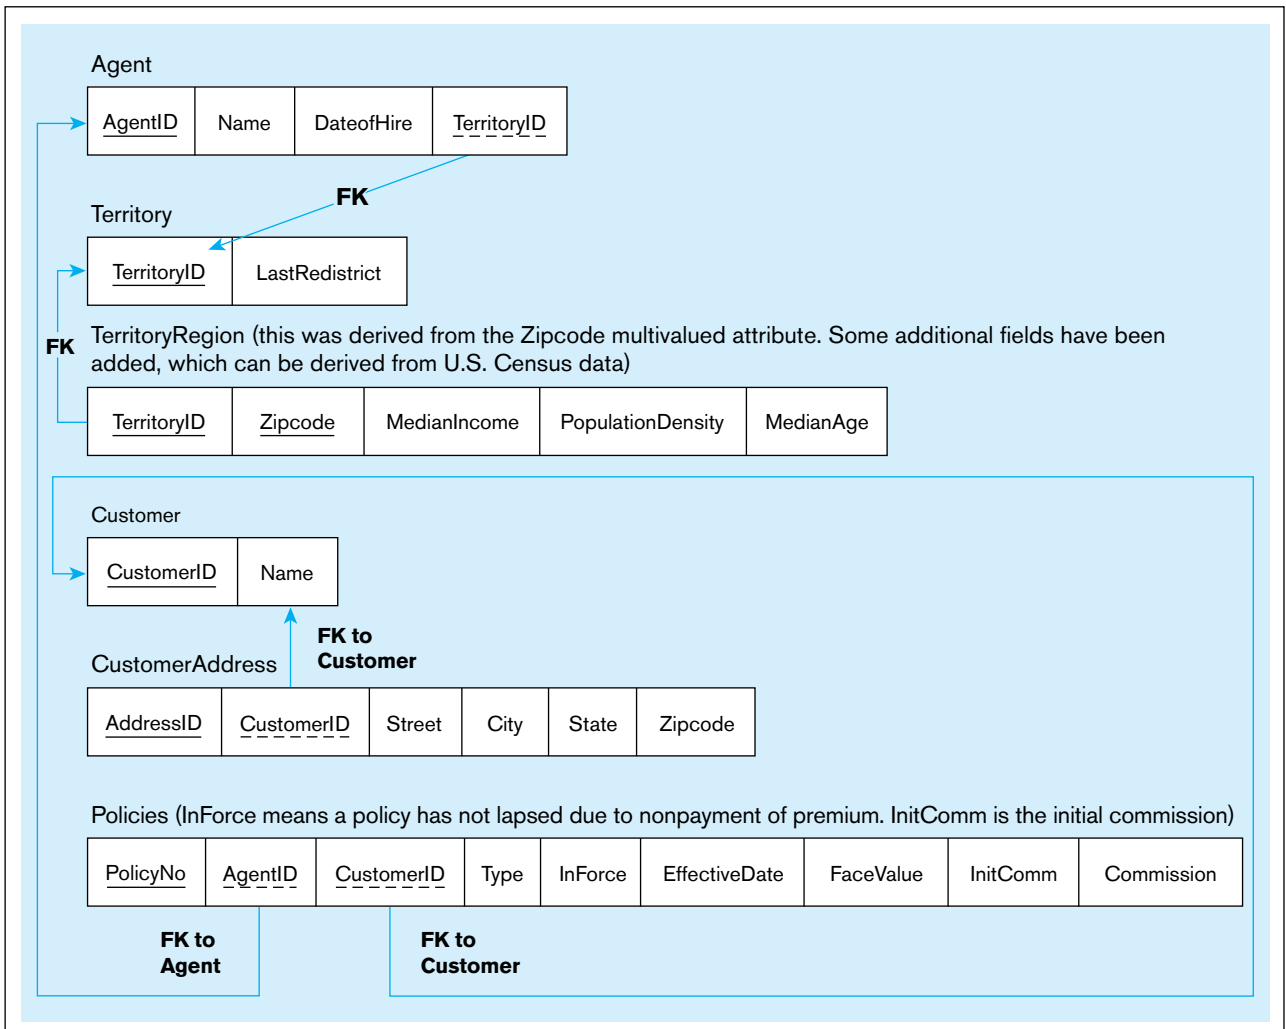 Agent
AgentID Name DateofHire TerritoryID
FK
Territory
TerritoryID LastRedistrict
FK
TerritoryRegion (this was derived from the Zipcode multivalued attribute. Some additional fields have been
added, which can be derived from U.S. Census data)
TerritoryID Zipcode MedianIncome PopulationDensity MedianAge
Customer
CustomerID Name
FK to
Customer
CustomerAddress
AddressID CustomerID Street City State Zipcode
Policies (InForce means a policy has not lapsed due to nonpayment of premium. InitComm is the initial commission)
PolicyNo AgentID CustomerID Type InForce EffectiveDate FaceValue InitComm Commission
FK to
Agent
FK to
Customer